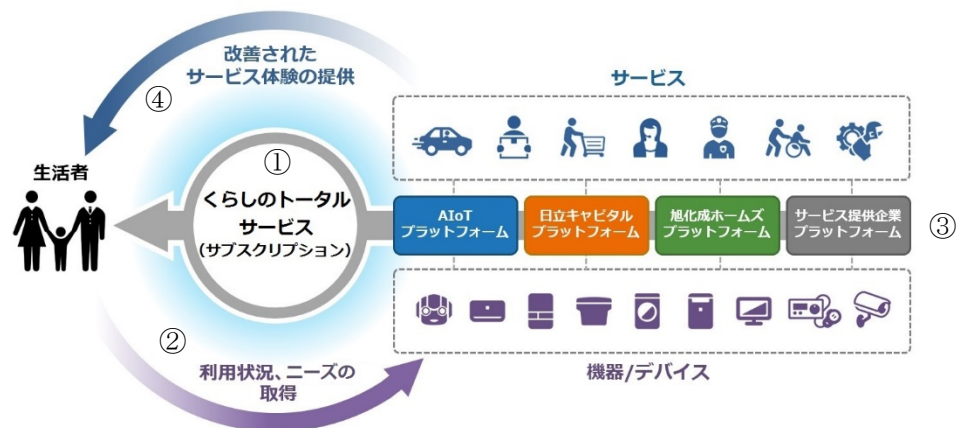 改善された
サービス体験の提供
④
サービス
①
生活者
くらしのトータル
サービス
(サブスクリプション)
AIoT
プラットフォーム
日立キャピタル
プラットフォーム
旭化成ホームズ
プラットフォーム
サービス提供企業
プラットフォーム
③
②
利用状況、ニーズの
取得
機器/デバイス